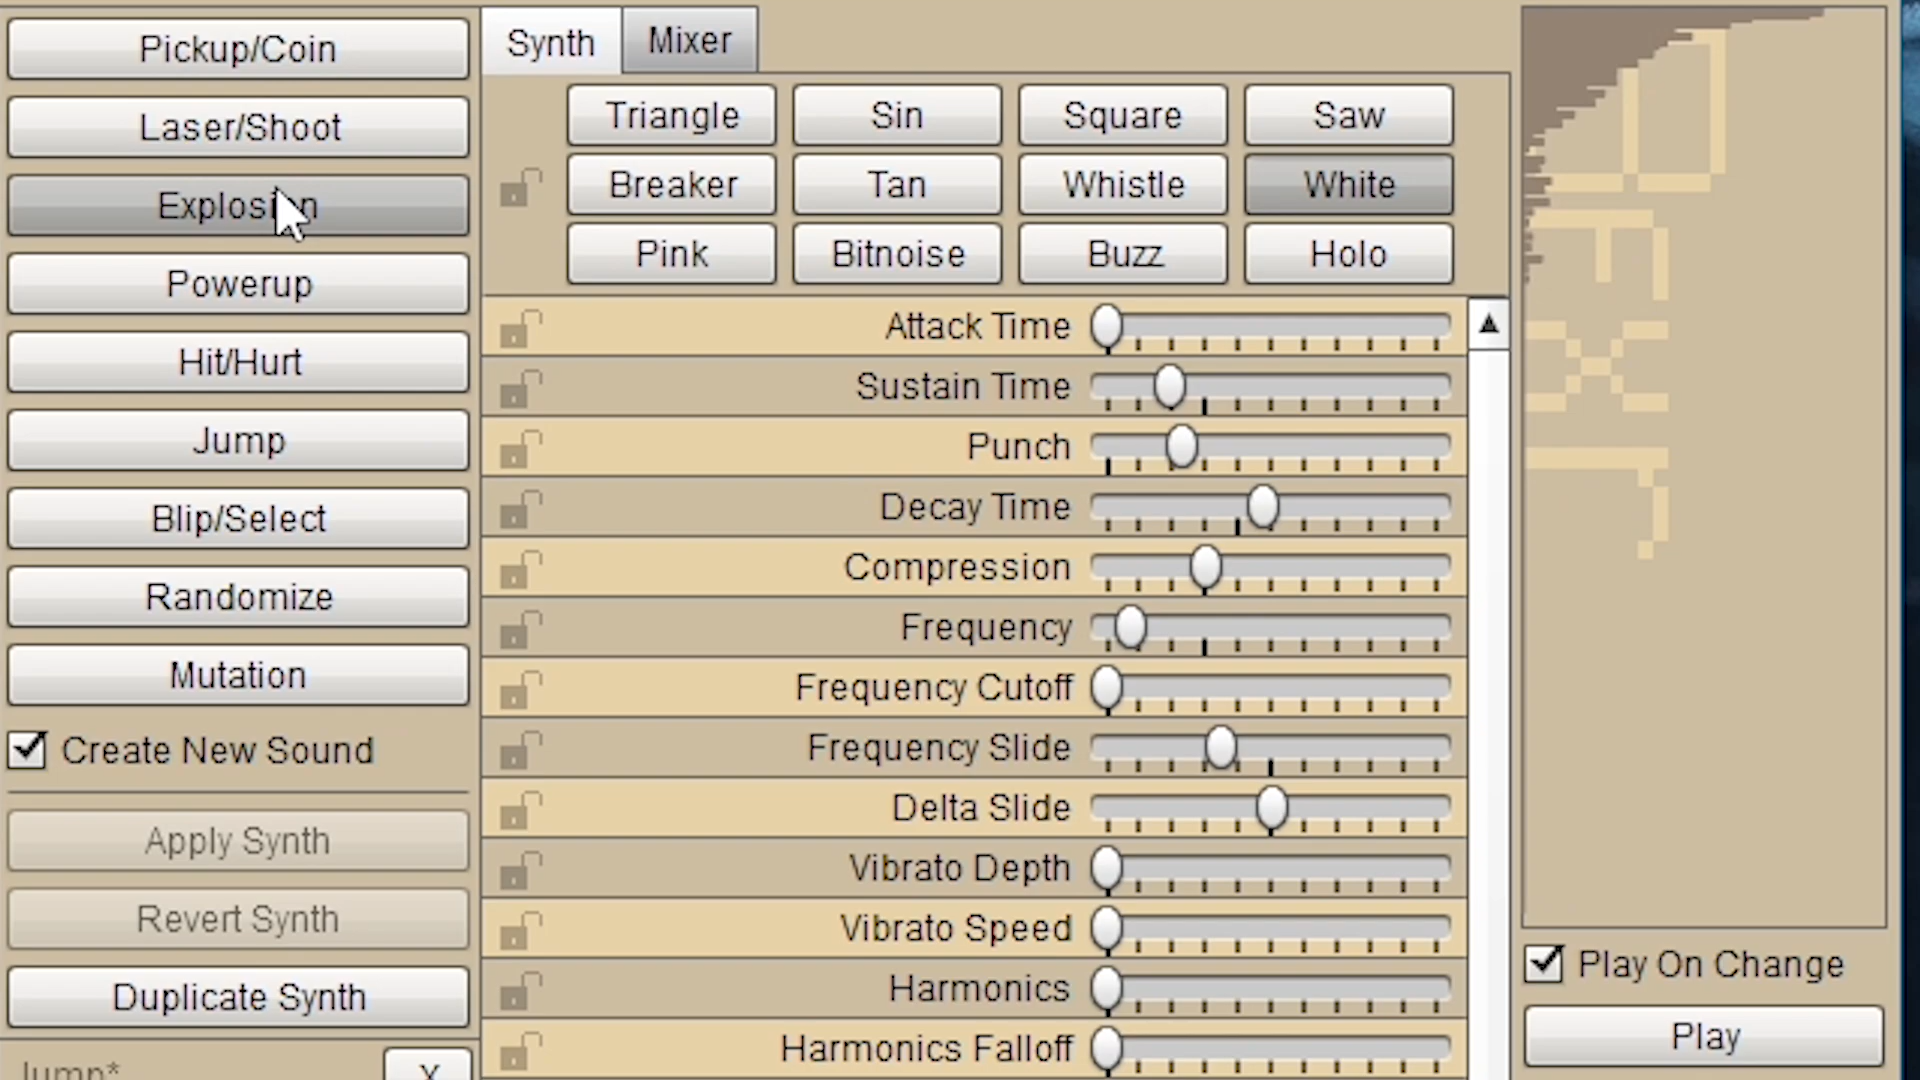 Pickup/Coin
Laser/Shoot
Explosion
Powerup
Hit/Hurt
Jump
Blip/Select
Randomize
Mutation
Create New Sound
Apply Synth
Revert Synth
Duplicate Synth
Jump*
X
Synth Mixer
Triangle Sin Square Saw
Breaker Tan Whistle White
Pink Bitnoise Buzz Holo
Attack Time
Sustain Time
Punch
Decay Time
Compression
Frequency
Frequency Cutoff
Frequency Slide
Delta Slide
Vibrato Depth
Vibrato Speed
Harmonics
Harmonics Falloff
Play On Change
Play